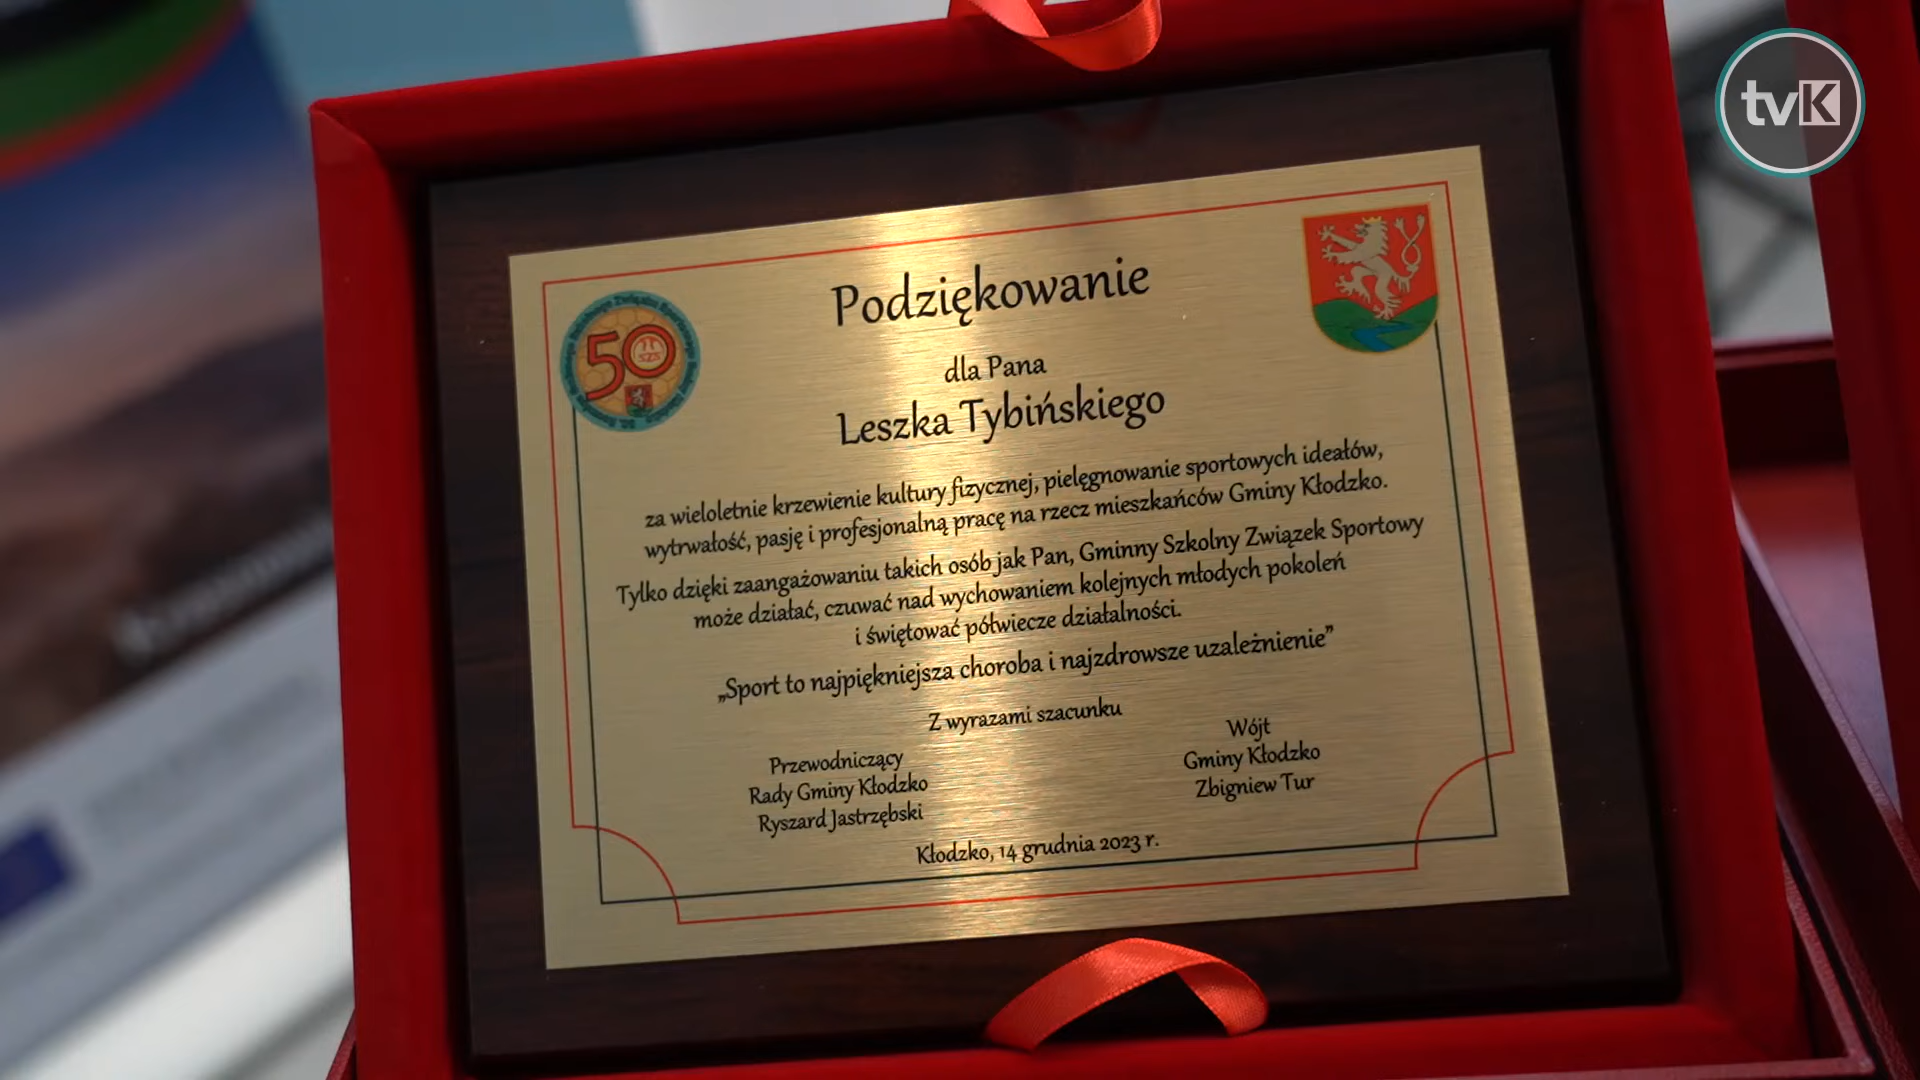 tvK
Podziękowanie
50
SZS
dla Pana
Leszka Tybińskiego
za wieloletnie krzewienie kultury fizycznej, pielęgnowanie sportowych ideałów,
wytrwałość, pasję i profesjonalną pracę na rzecz mieszkańców Gminy Kłodzko.
Tylko dzięki zaangażowaniu takich osób jak Pan, Gminny Szkolny Związek Sportowy
może działać, czuwać nad wychowaniem kolejnych młodych pokoleń
i świętować półwiecze działalności.
„Sport to najpiękniejsza choroba i najzdrowsze uzależnienie”
Z wyrazami szacunku
Przewodniczący
Rady Gminy Kłodzko
Ryszard Jastrzębski
Wójt
Gminy Kłodzko
Zbigniew Tur
Kłodzko, 14 grudnia 2023 r.